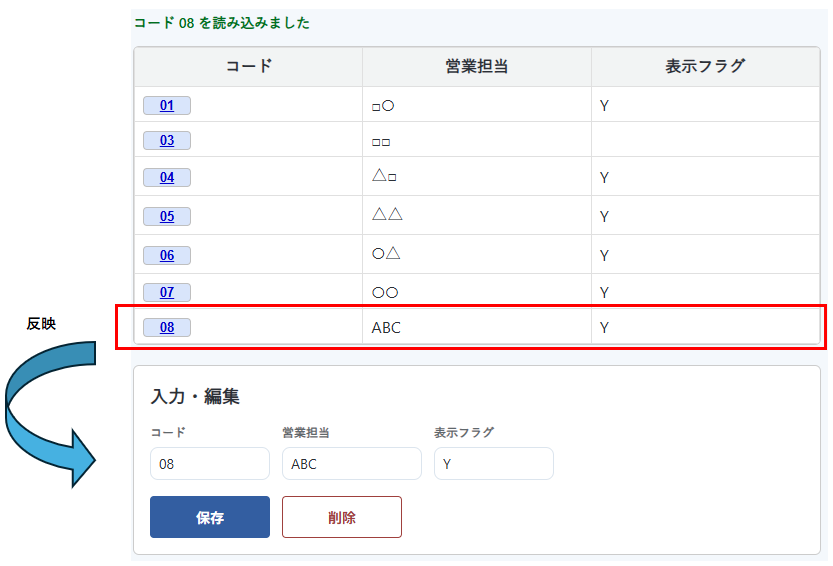 コード 08 を読み込みました
コード 営業担当 表示フラグ
01 □〇 Y
03 □□
04 △□ Y
05 △△ Y
06 〇△ Y
07 〇〇 Y
08 ABC Y
反映
入力・編集
コード 営業担当 表示フラグ
08 ABC Y
保存 削除